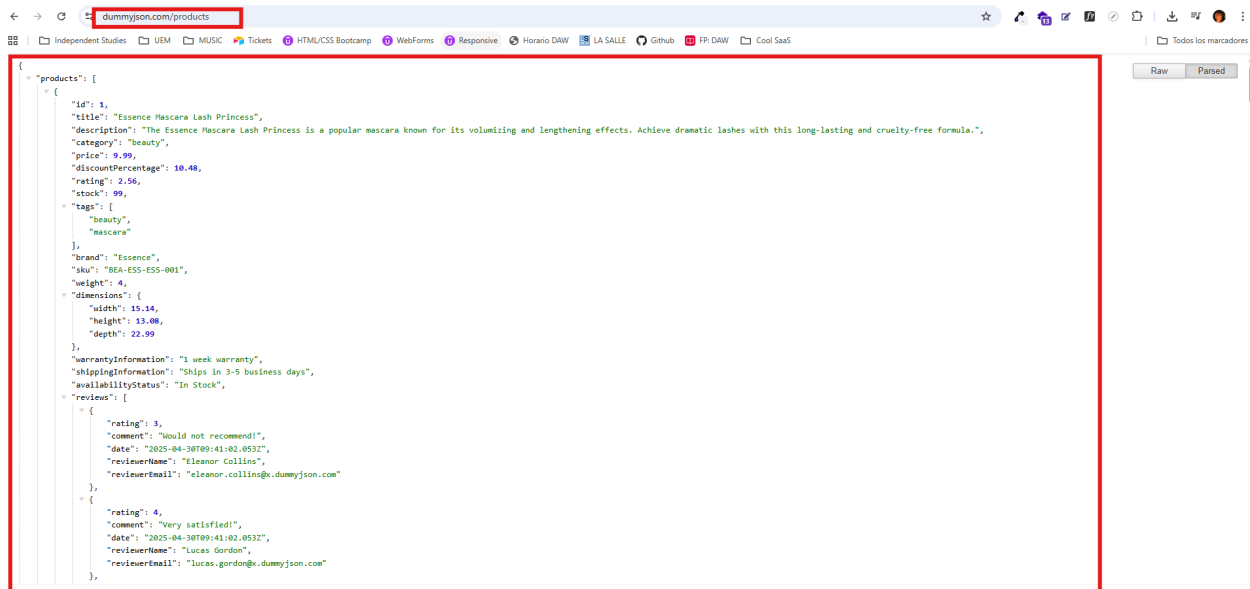 dummyjson.com/products
13
Independent Studies UEM MUSIC Tickets HTML/CSS Bootcamp WebForms Responsive Horario DAW LA SALLE Github FP: DAW Cool SaaS Todos los marcadores
Raw Parsed
{
"products": [
{
"id": 1,
"title": "Essence Mascara Lash Princess",
"description": "The Essence Mascara Lash Princess is a popular mascara known for its volumizing and lengthening effects. Achieve dramatic lashes with this long-lasting and cruelty-free formula.",
"category": "beauty",
"price": 9.99,
"discountPercentage": 10.48,
"rating": 2.56,
"stock": 99,
"tags": [
"beauty",
"mascara"
],
"brand": "Essence",
"sku": "BEA-ESS-ESS-001",
"weight": 4,
"dimensions": {
"width": 15.14,
"height": 13.08,
"depth": 22.99
},
"warrantyInformation": "1 week warranty",
"shippingInformation": "Ships in 3-5 business days",
"availabilityStatus": "In Stock",
"reviews": [
{
"rating": 3,
"comment": "Would not recommend!",
"date": "2025-04-30T09:41:02.053Z",
"reviewerName": "Eleanor Collins",
"reviewerEmail": "eleanor.collins@x.dummyjson.com"
},
{
"rating": 4,
"comment": "Very satisfied!",
"date": "2025-04-30T09:41:02.053Z",
"reviewerName": "Lucas Gordon",
"reviewerEmail": "lucas.gordon@x.dummyjson.com"
},